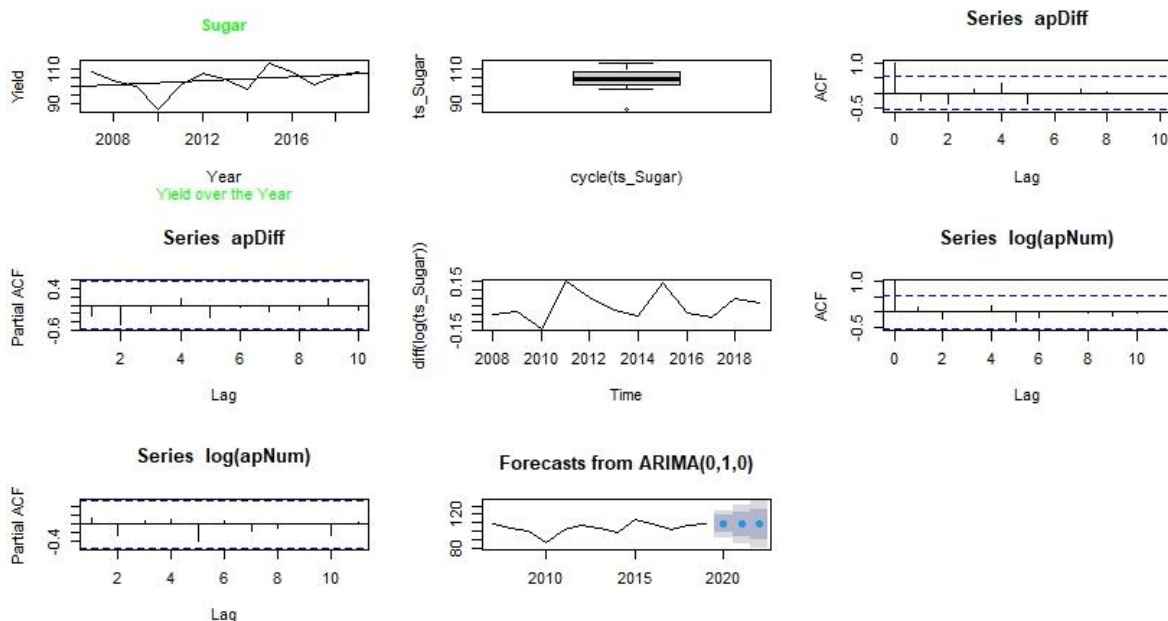 Sugar
Yield
90
110
2008
2012
2016
Year
Yield over the Year
ts_Sugar
90
110
cycle(ts_Sugar)
Series apDiff
ACF
-0.5
1.0
0
2
4
6
8
10
Lag
Series apDiff
Partial ACF
-0.6
0.4
2
4
6
8
10
Lag
diff(log(ts_Sugar))
-0.15
0.15
2008
2010
2012
2014
2016
2018
Time
Series log(apNum)
ACF
-0.5
1.0
0
2
4
6
8
10
Lag
Series log(apNum)
Partial ACF
-0.4
2
4
6
8
10
Lag
Forecasts from ARIMA(0,1,0)
80
120
2010
2015
2020